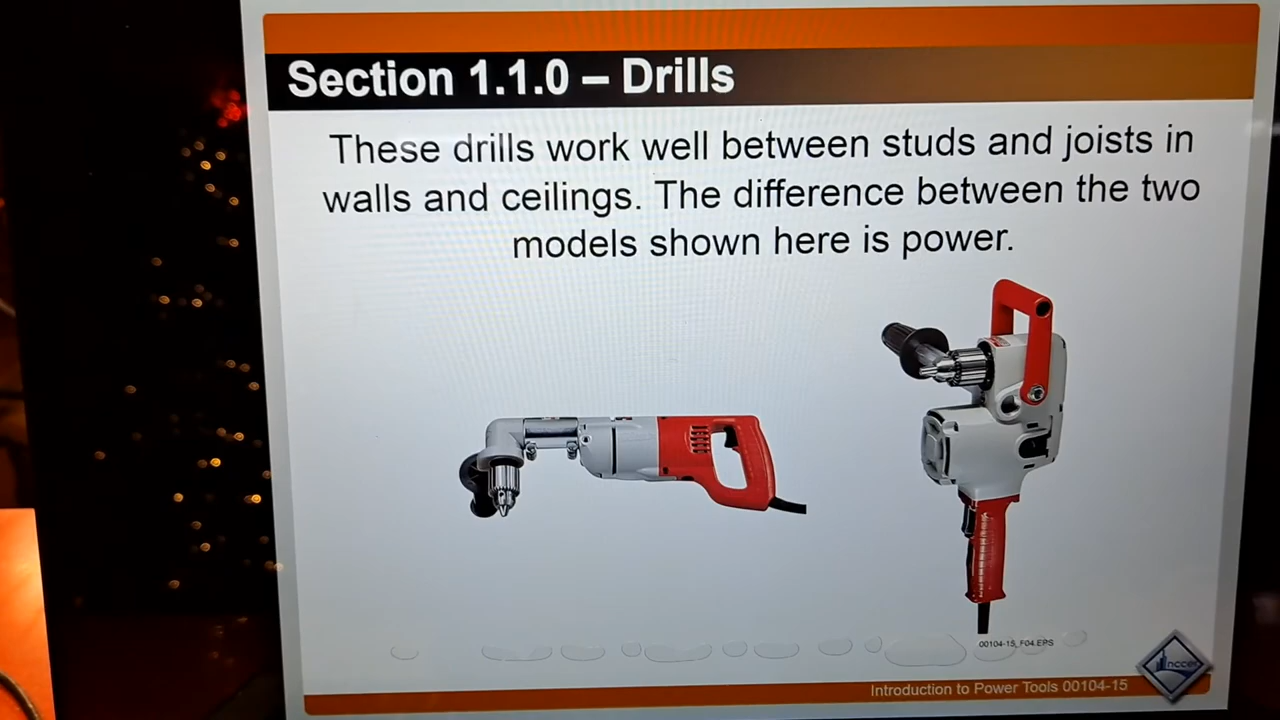 Section 1.1.0 – Drills
These drills work well between studs and joists in
walls and ceilings. The difference between the two
models shown here is power.
00104-15_F04.EPS
nccer
Introduction to Power Tools 00104-15